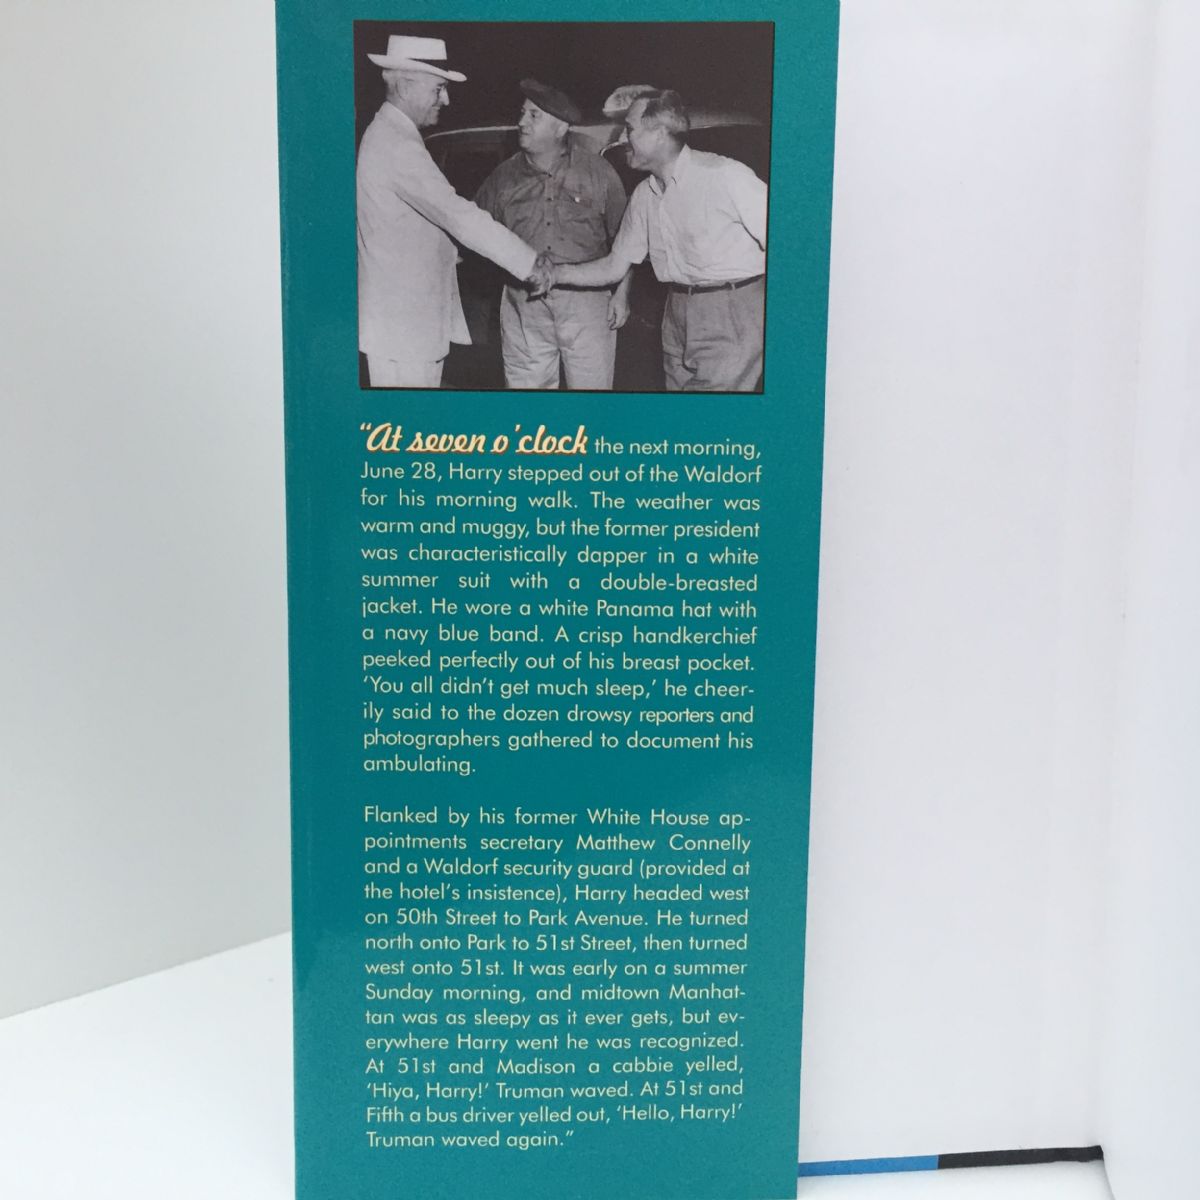 “At seven o'clock the next morning,
June 28, Harry stepped out of the Waldorf
for his morning walk. The weather was
warm and muggy, but the former president
was characteristically dapper in a white
summer suit with a double-breasted
jacket. He wore a white Panama hat with
a navy blue band. A crisp handkerchief
peeked perfectly out of his breast pocket.
‘You all didn’t get much sleep,’ he cheer-
ily said to the dozen drowsy reporters and
photographers gathered to document his
ambulating.
Flanked by his former White House ap-
pointments secretary Matthew Connelly
and a Waldorf security guard (provided at
the hotel’s insistence), Harry headed west
on 50th Street to Park Avenue. He turned
north onto Park to 51st Street, then turned
west onto 51st. It was early on a summer
Sunday morning, and midtown Manhat-
tan was as sleepy as it ever gets, but ev-
erywhere Harry went he was recognized.
At 51st and Madison a cabbie yelled,
‘Hiya, Harry!’ Truman waved. At 51st and
Fifth a bus driver yelled out, ‘Hello, Harry!’
Truman waved again.”